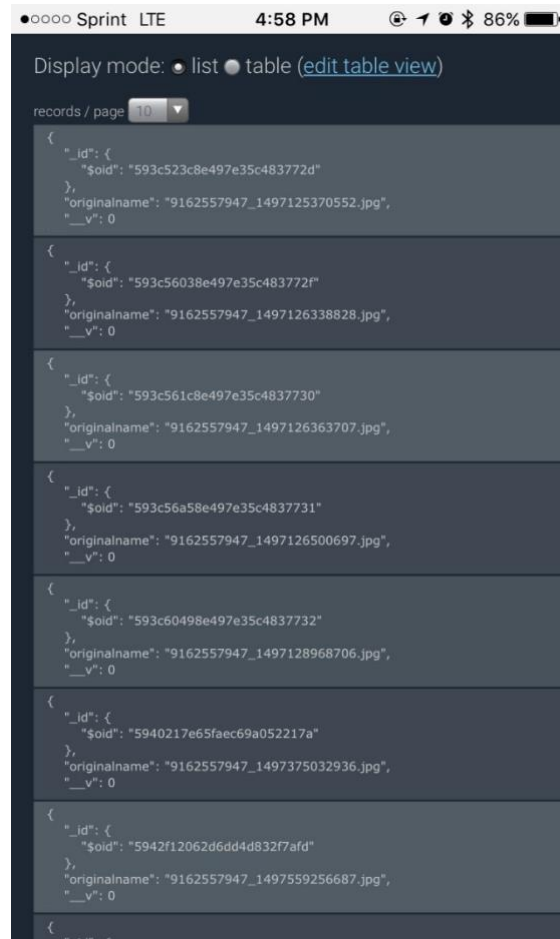 Sprint LTE 4:58 PM 86%
Display mode: list table (edit table view)
records / page 10
{
"_id": {
"$oid": "593c523c8e497e35c483772d"
},
"originalname": "9162557947_1497125370552.jpg",
"__v": 0
{
"_id": {
"$oid": "593c56038e497e35c483772f"
},
"originalname": "9162557947_1497126338828.jpg",
"__v": 0
{
"_id": {
"$oid": "593c561c8e497e35c4837730"
},
"originalname": "9162557947_1497126363707.jpg",
"__v": 0
{
"_id": {
"$oid": "593c56a58e497e35c4837731"
},
"originalname": "9162557947_1497126500697.jpg",
"__v": 0
{
"_id": {
"$oid": "593c60498e497e35c4837732"
},
"originalname": "9162557947_1497128968706.jpg",
"__v": 0
{
"_id": {
"$oid": "5940217e65faec69a052217a"
},
"originalname": "9162557947_1497375032936.jpg",
"__v": 0
{
"_id": {
"$oid": "5942f12062d6dd4d832f7afd"
},
"originalname": "9162557947_1497559256687.jpg",
"__v": 0
{